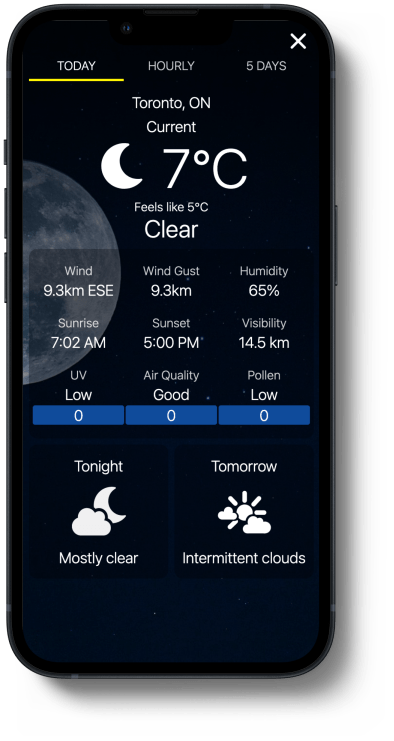 TODAY HOURLY 5 DAYS
Toronto, ON
Current
7°C
Feels like 5°C
Clear
Wind Wind Gust Humidity
9.3km ESE 9.3km 65%
Sunrise Sunset Visibility
7:02 AM 5:00 PM 14.5 km
UV Air Quality Pollen
Low Good Low
0 0 0
Tonight Tomorrow
Mostly clear Intermittent clouds